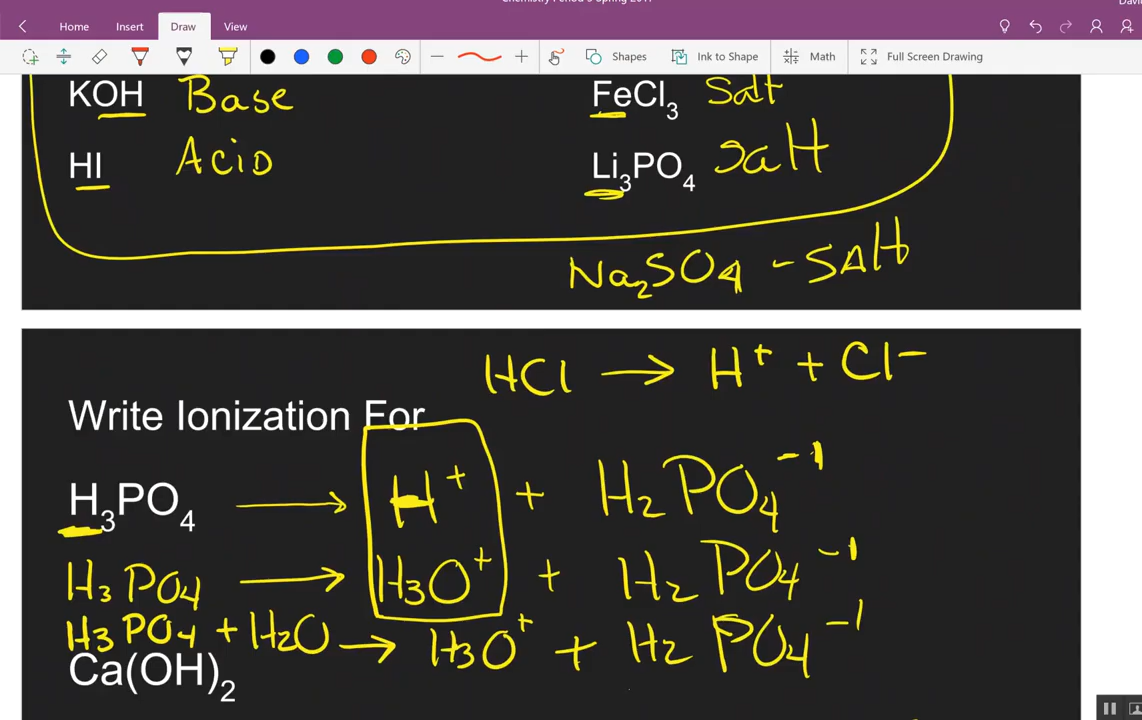 Home Insert Draw View
Shapes Ink to Shape Math Full Screen Drawing
KOH Base FeCl₃ Salt
HI Acid Li₃PO₄ Salt
Na₂SO₄ - SAlt
HCl → H⁺ + Cl⁻
Write Ionization For
H₃PO₄ → H⁺ + H₂PO₄⁻¹
H₃PO₄ → H₃O⁺ + H₂PO₄⁻¹
H₃PO₄ + H₂O → H₃O⁺ + H₂PO₄⁻¹
Ca(OH)₂